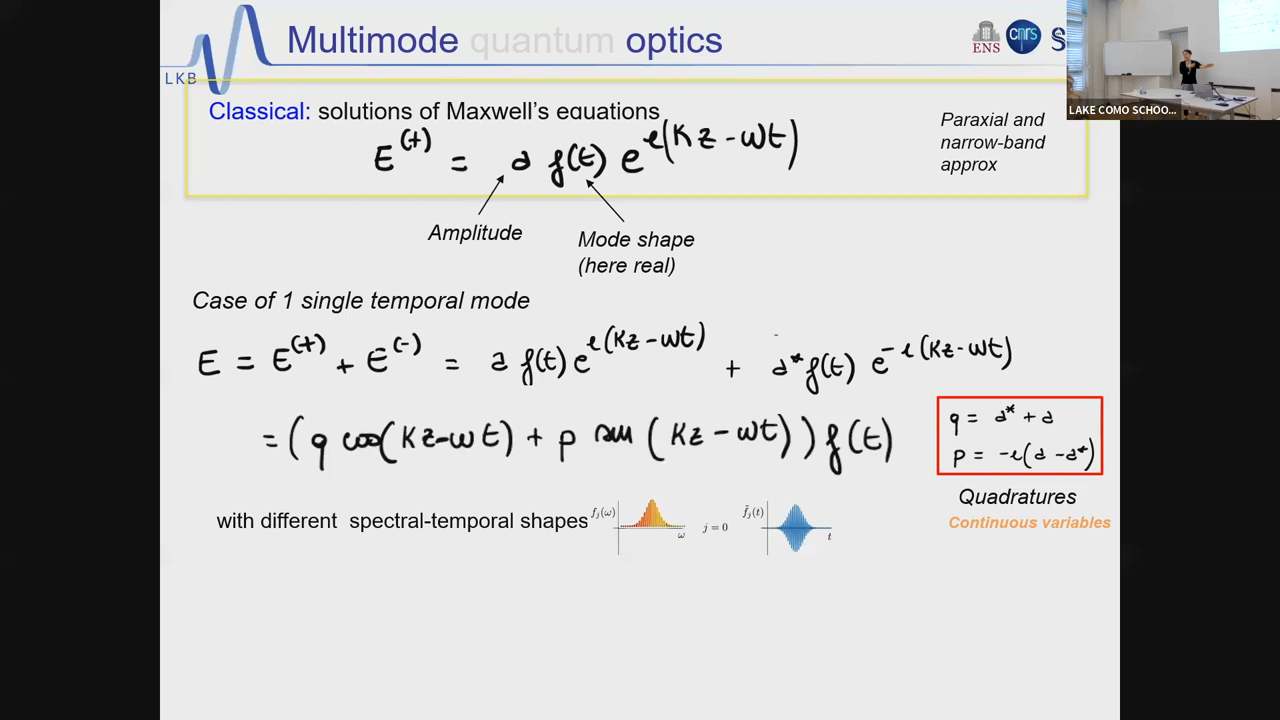 Multimode quantum optics
LKB
ENS
cnrs
S
LAKE COMO SCHOO...
Classical: solutions of Maxwell's equations
E^(+) = a f(t) e^i(kz - ωt)
Paraxial and
narrow-band
approx
Amplitude
Mode shape
(here real)
Case of 1 single temporal mode
E = E^(+) + E^(-) = a f(t) e^i(kz - ωt) + a* f(t) e^-i(kz - ωt)
= (q cos(kz - ωt) + p sin(kz - ωt)) f(t)
q = a* + a
p = -i(a - a*)
Quadratures
Continuous variables
with different spectral-temporal shapes
f_j(ω)
ω
j = 0
f̃_j(t)
t